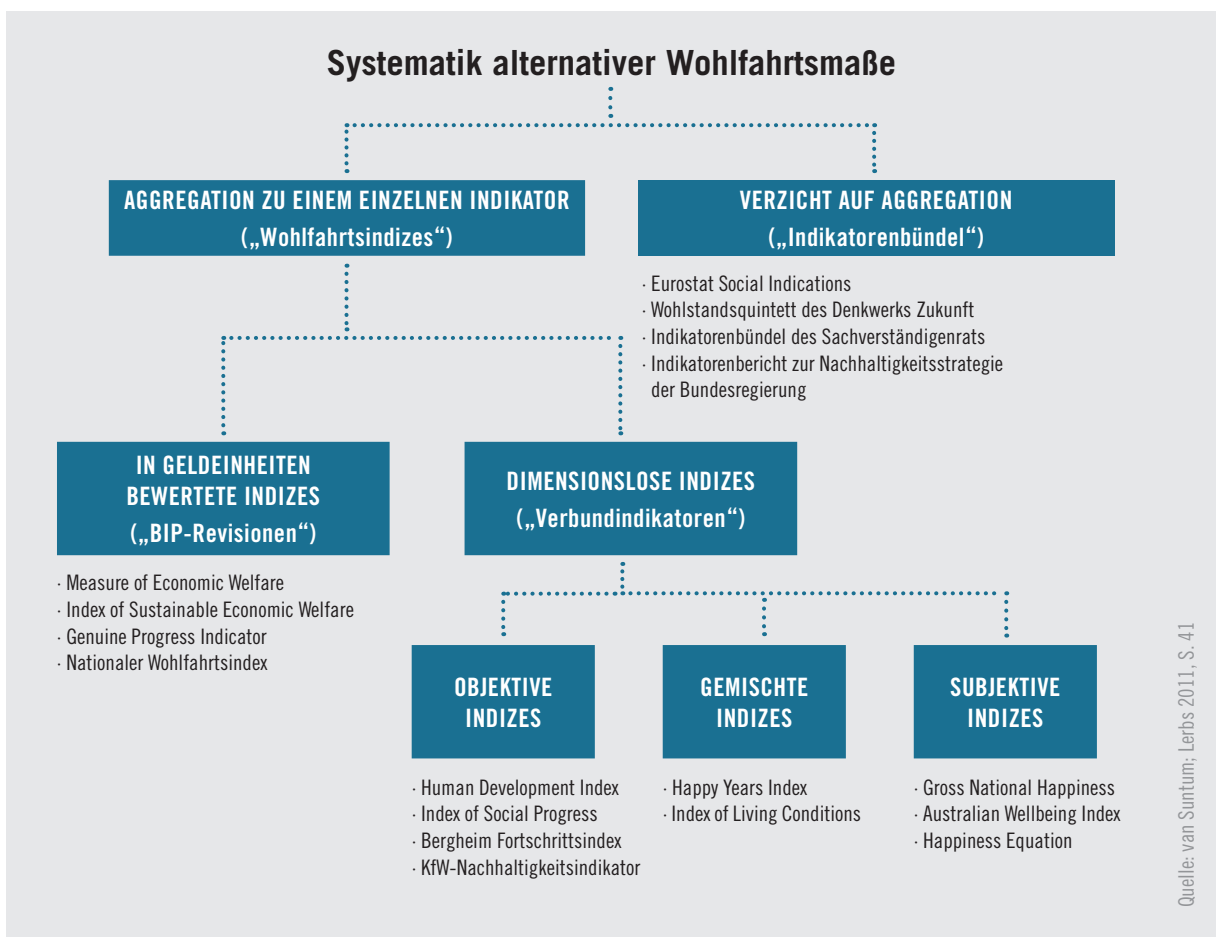 Systematik alternativer Wohlfahrtsmaße
AGGREGATION ZU EINEM EINZELNEN INDIKATOR
(„Wohlfahrtsindizes“)
VERZICHT AUF AGGREGATION
(„Indikatorenbündel“)
· Eurostat Social Indications
· Wohlstandsquintett des Denkwerks Zukunft
· Indikatorenbündel des Sachverständigenrats
· Indikatorenbericht zur Nachhaltigkeitsstrategie
der Bundesregierung
IN GELDEINHEITEN
BEWERTETE INDIZES
(„BIP-Revisionen“)
· Measure of Economic Welfare
· Index of Sustainable Economic Welfare
· Genuine Progress Indicator
· Nationaler Wohlfahrtsindex
DIMENSIONSLOSE INDIZES
(„Verbundindikatoren“)
OBJEKTIVE
INDIZES
· Human Development Index
· Index of Social Progress
· Bergheim Fortschrittsindex
· KfW-Nachhaltigkeitsindikator
GEMISCHTE
INDIZES
· Happy Years Index
· Index of Living Conditions
SUBJEKTIVE
INDIZES
· Gross National Happiness
· Australian Wellbeing Index
· Happiness Equation
Quelle: van Suntum; Lerbs 2011, S. 41